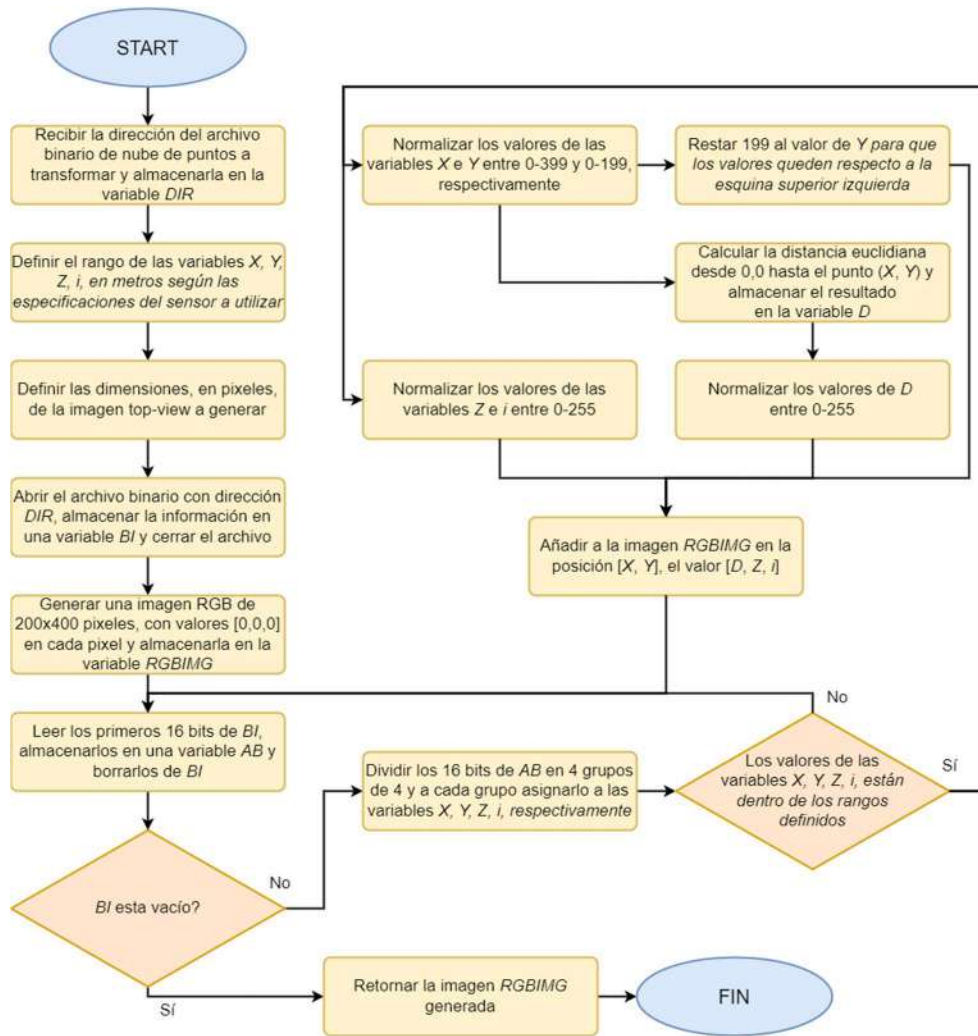 START
Recibir la dirección del archivo
binario de nube de puntos a
transformar y almacenarla en la
variable DIR
Definir el rango de las variables X, Y,
Z, i, en metros según las
especificaciones del sensor a utilizar
Definir las dimensiones, en pixeles,
de la imagen top-view a generar
Abrir el archivo binario con dirección
DIR, almacenar la información en
una variable BI y cerrar el archivo
Generar una imagen RGB de
200x400 pixeles, con valores [0,0,0]
en cada pixel y almacenarla en la
variable RGBIMG
Leer los primeros 16 bits de BI,
almacenarlos en una variable AB y
borrarlos de BI
BI esta vacío?
No
Sí
Dividir los 16 bits de AB en 4 grupos
de 4 y a cada grupo asignarlo a las
variables X, Y, Z, i, respectivamente
Los valores de las
variables X, Y, Z, i, están
dentro de los rangos
definidos
No
Sí
Normalizar los valores de las
variables X e Y entre 0-399 y 0-199,
respectivamente
Restar 199 al valor de Y para que
los valores queden respecto a la
esquina superior izquierda
Calcular la distancia euclidiana
desde 0,0 hasta el punto (X, Y) y
almacenar el resultado
en la variable D
Normalizar los valores de las
variables Z e i entre 0-255
Normalizar los valores de D
entre 0-255
Añadir a la imagen RGBIMG en la
posición [X, Y], el valor [D, Z, i]
Retornar la imagen RGBIMG
generada
FIN